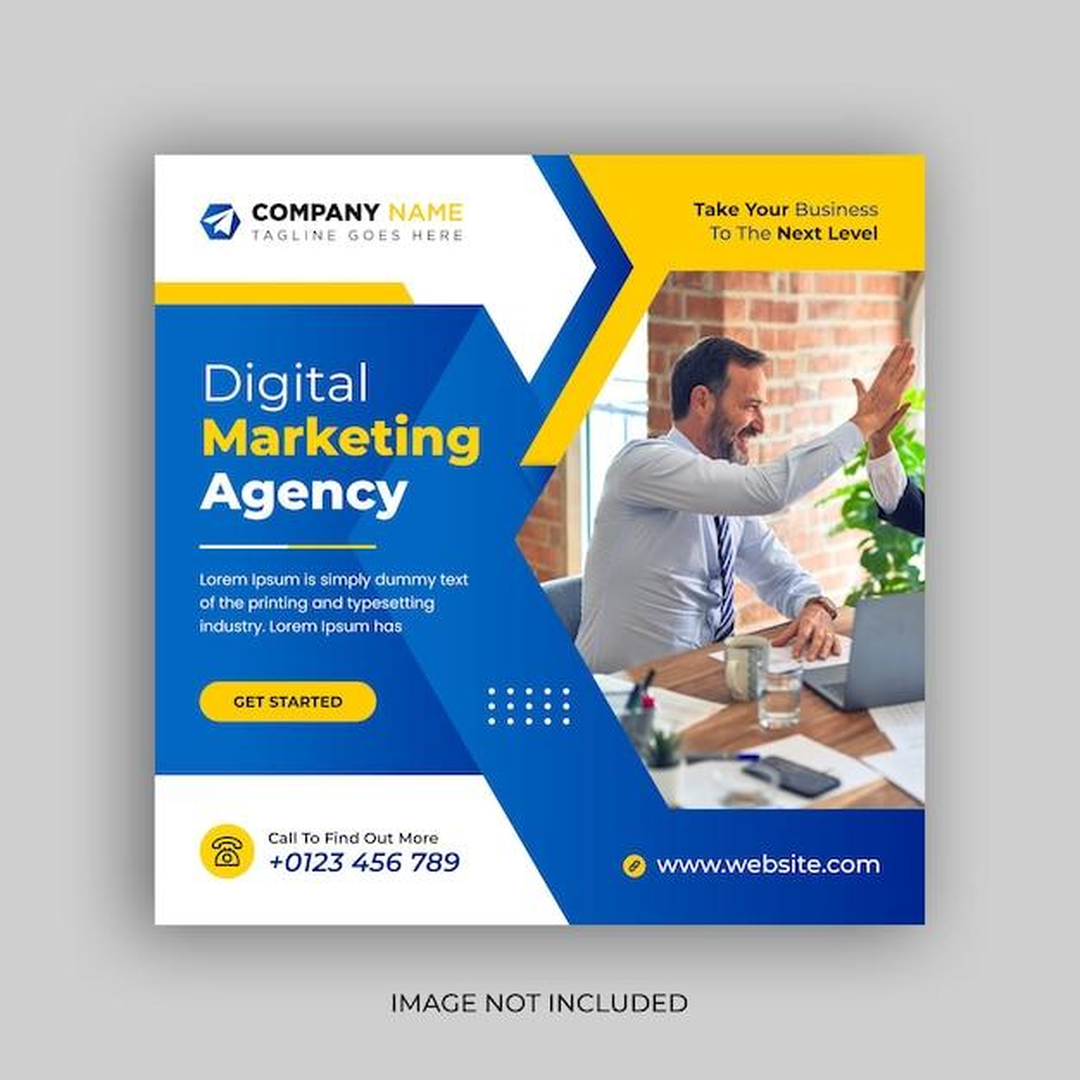 COMPANY NAME
TAGLINE GOES HERE
Take Your Business
To The Next Level
Digital
Marketing
Agency
Lorem Ipsum is simply dummy text
of the printing and typesetting
industry. Lorem Ipsum has
GET STARTED
Call To Find Out More
+0123 456 789
www.website.com
IMAGE NOT INCLUDED